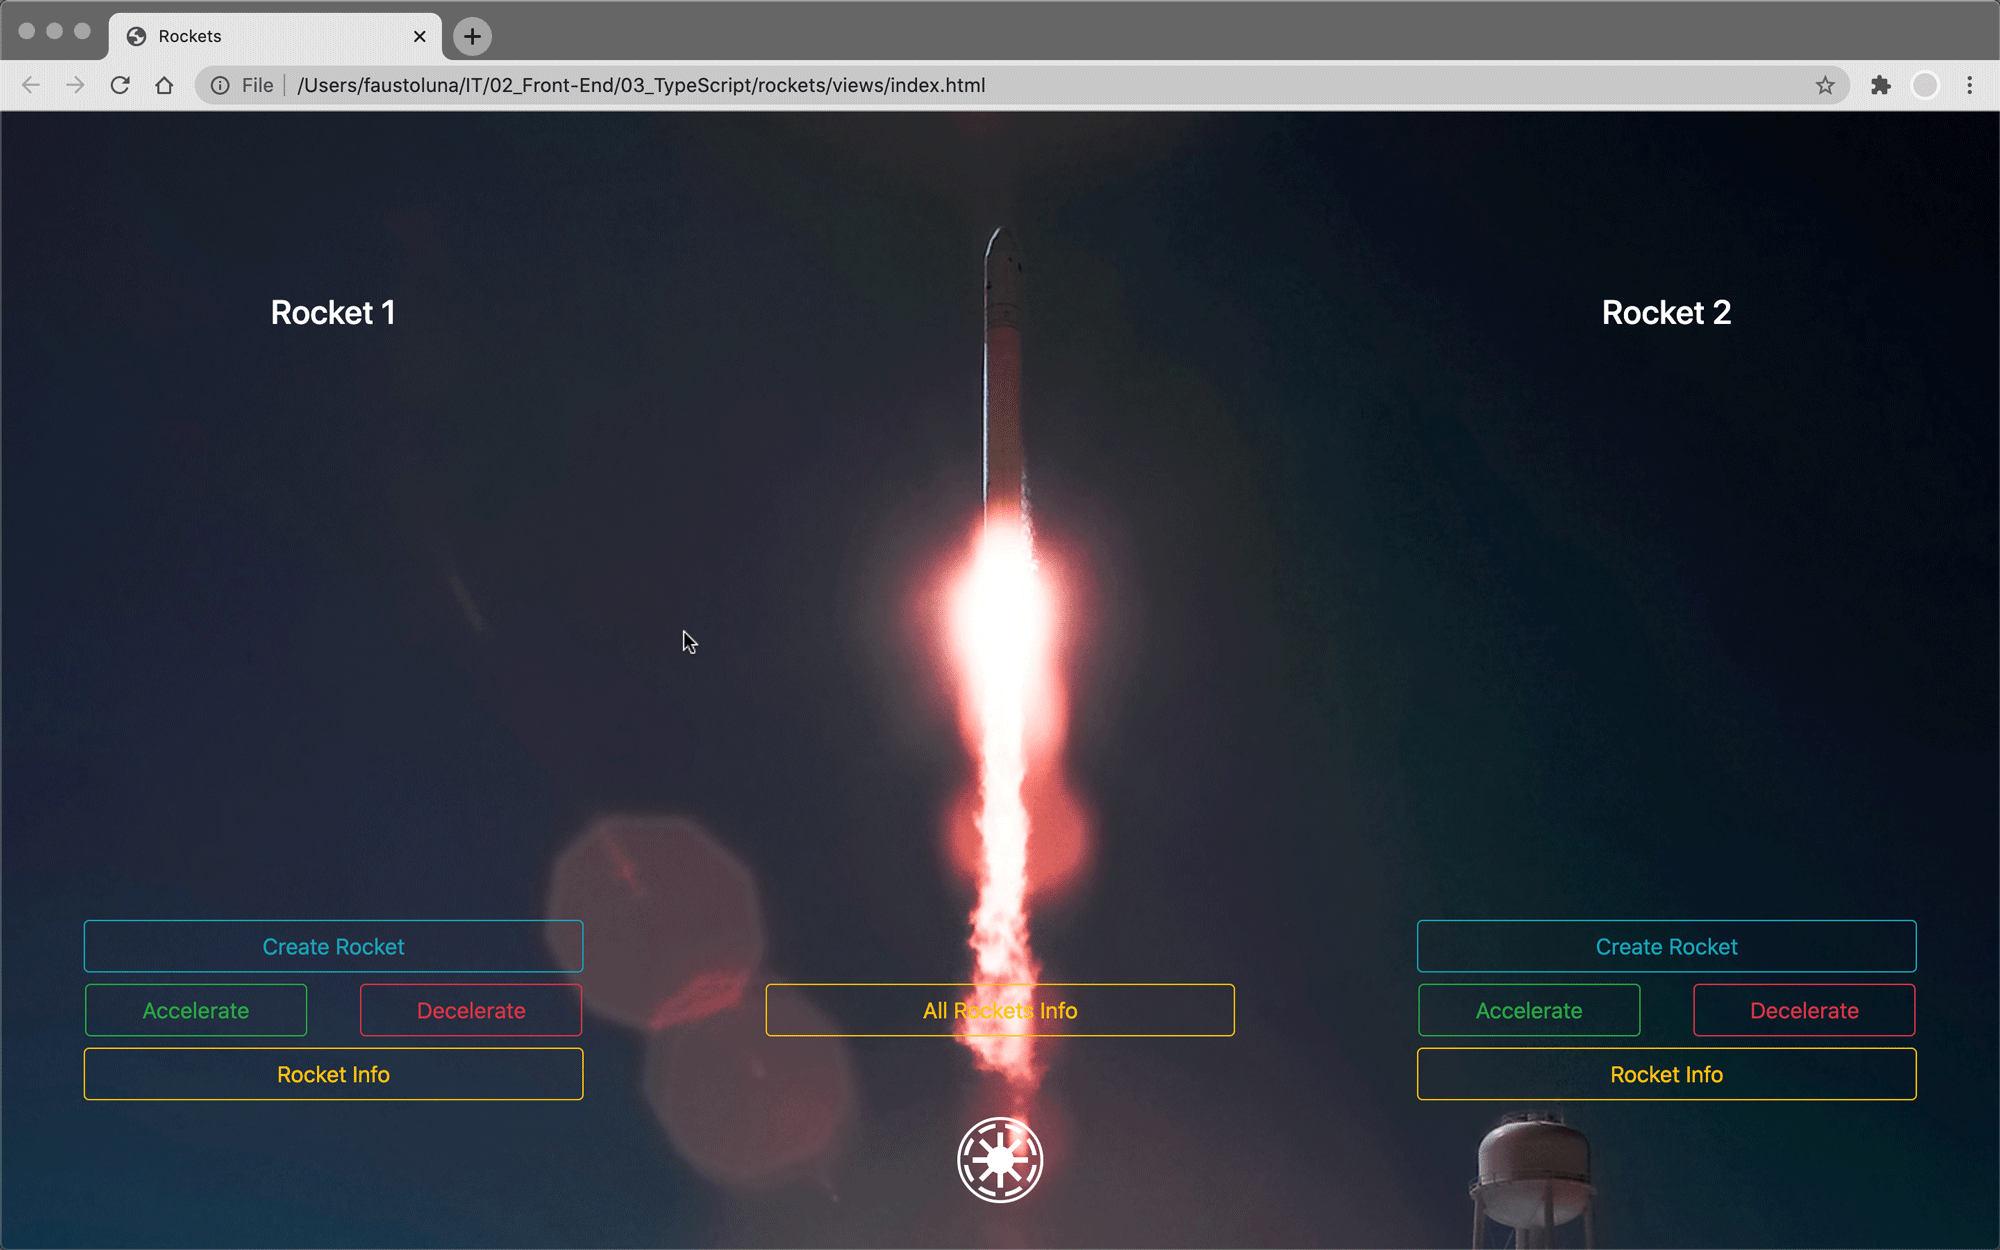 Rockets
File
/Users/faustoluna/IT/02_Front-End/03_TypeScript/rockets/views/index.html
Rocket 1
Rocket 2
Create Rocket
Create Rocket
Accelerate
Decelerate
All Rockets Info
Accelerate
Decelerate
Rocket Info
Rocket Info